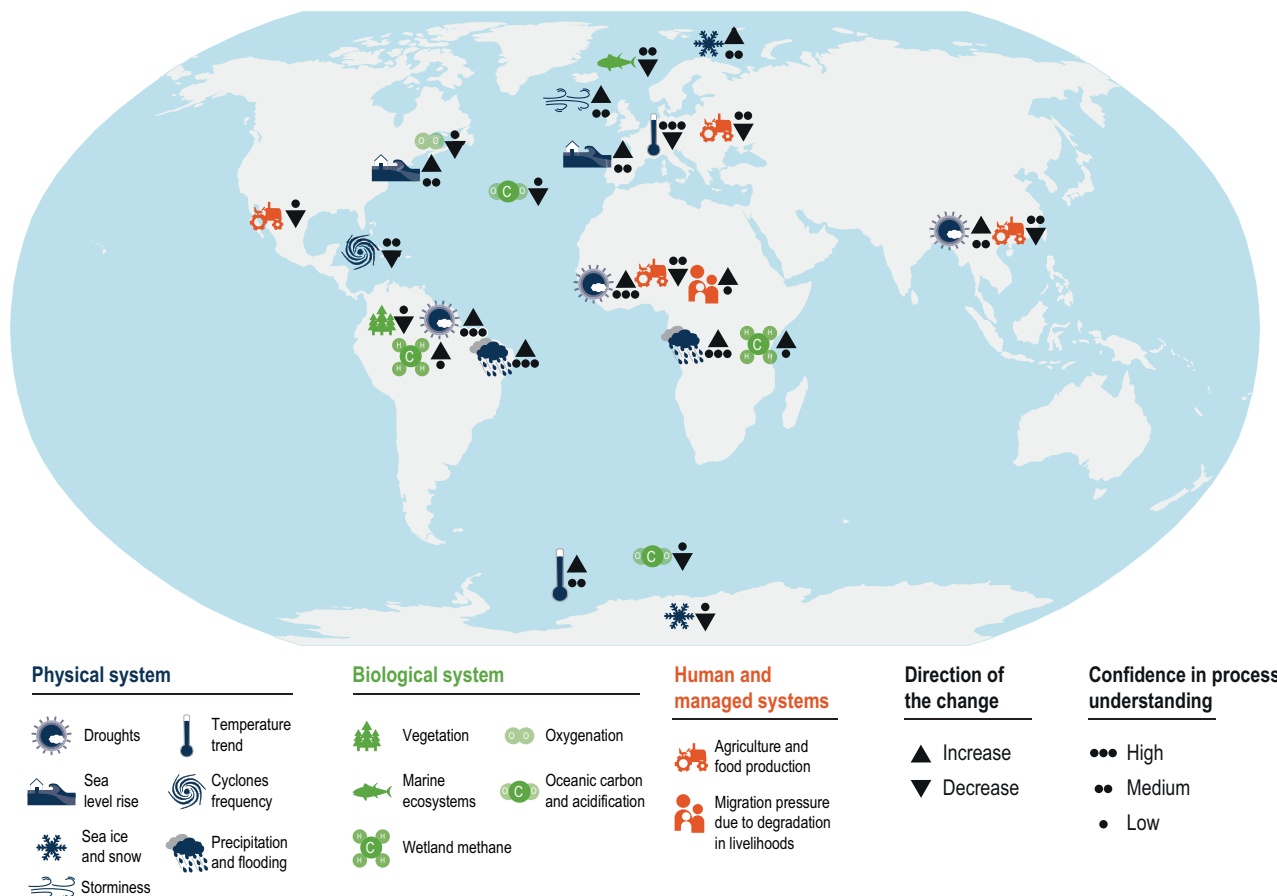 O O
O C O
H H
C
H H
H H
C
H H
O C O
Physical system
Droughts
Temperature
trend
Sea
level rise
Cyclones
frequency
Sea ice
and snow
Precipitation
and flooding
Storminess
Biological system
Vegetation
O O
Oxygenation
Marine
ecosystems
O C O
Oceanic carbon
and acidification
H H
C
H H
Wetland methane
Human and
managed systems
Agriculture and
food production
Migration pressure
due to degradation
in livelihoods
Direction of
the change
Increase
Decrease
Confidence in process
understanding
High
Medium
Low